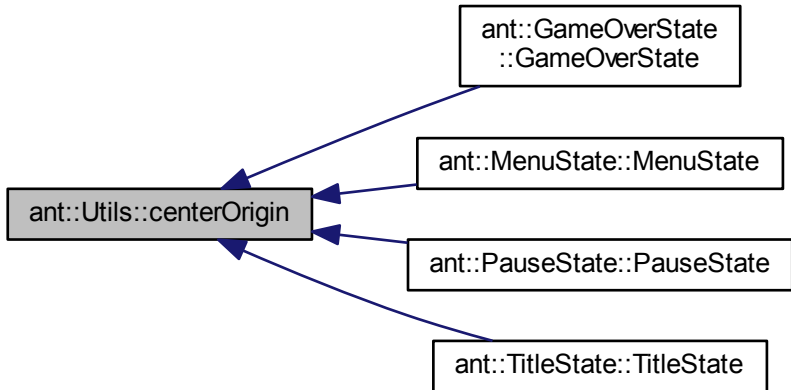 ant::GameOverState
::GameOverState
ant::MenuState::MenuState
ant::Utils::centerOrigin
ant::PauseState::PauseState
ant::TitleState::TitleState